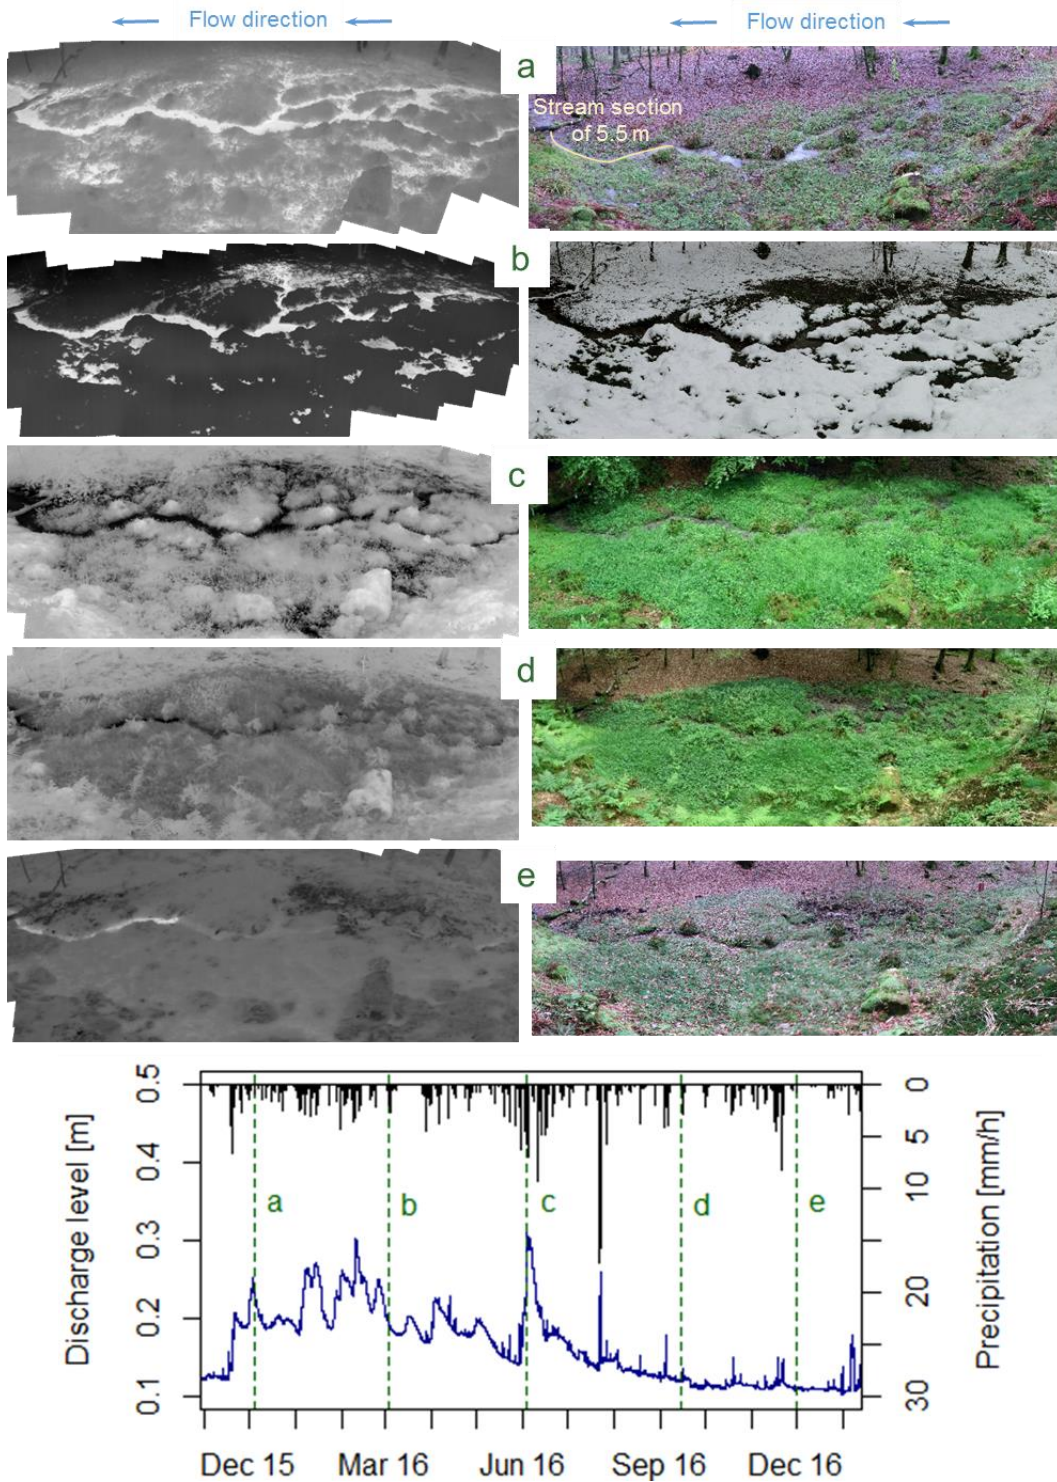 Flow direction
Flow direction
a
Stream section
of 5.5 m
b
c
d
e
0.5
0.4
0.3
0.2
0.1
Discharge level [m]
a
b
c
d
e
0
5
10
20
30
Precipitation [mm/h]
Dec 15
Mar 16
Jun 16
Sep 16
Dec 16